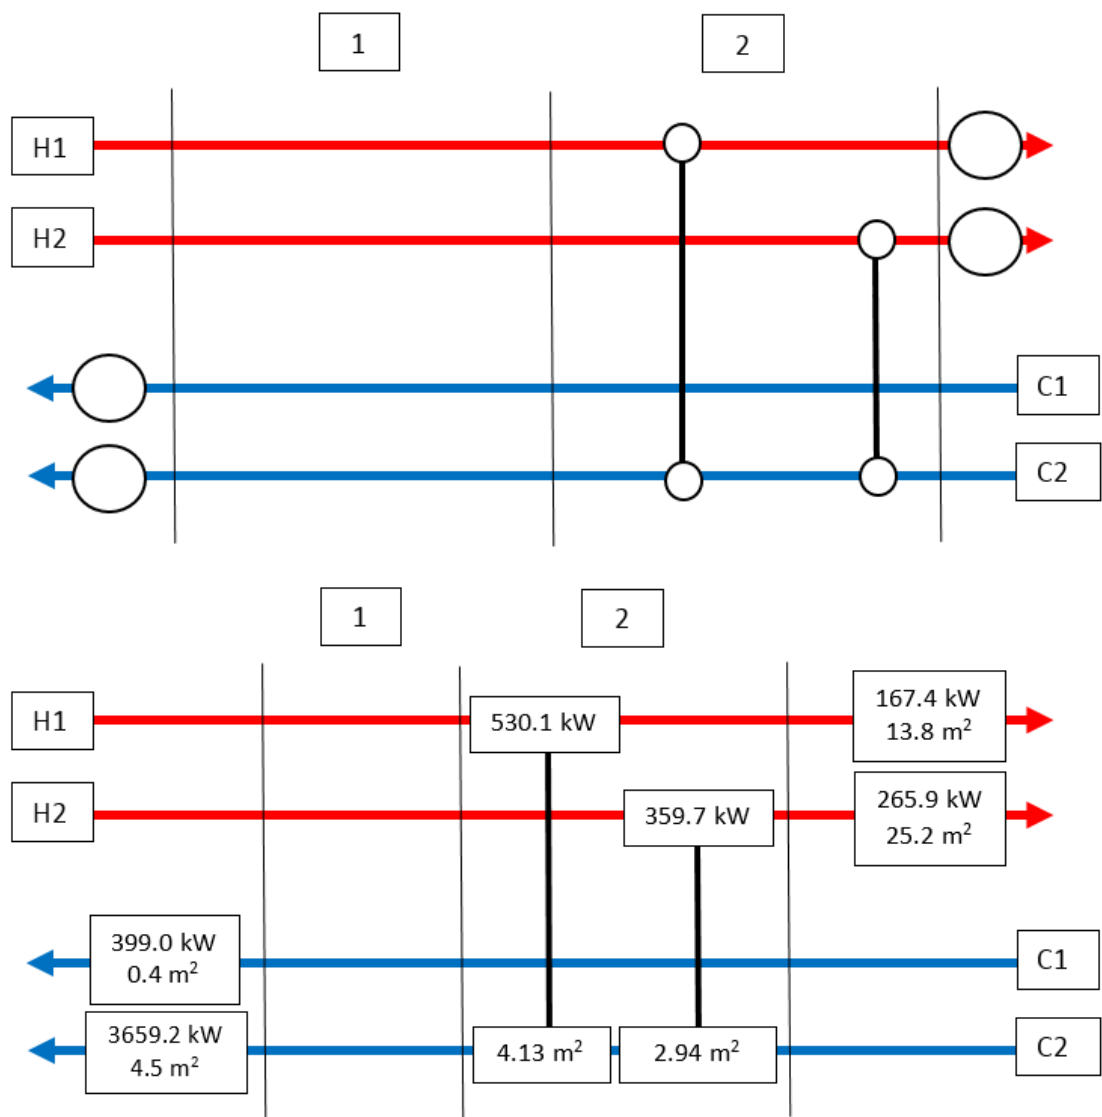 1
2
H1
H2
C1
C2
1
2
H1
530.1 kW
167.4 kW
13.8 m²
H2
359.7 kW
265.9 kW
25.2 m²
399.0 kW
0.4 m²
C1
3659.2 kW
4.5 m²
4.13 m²
2.94 m²
C2